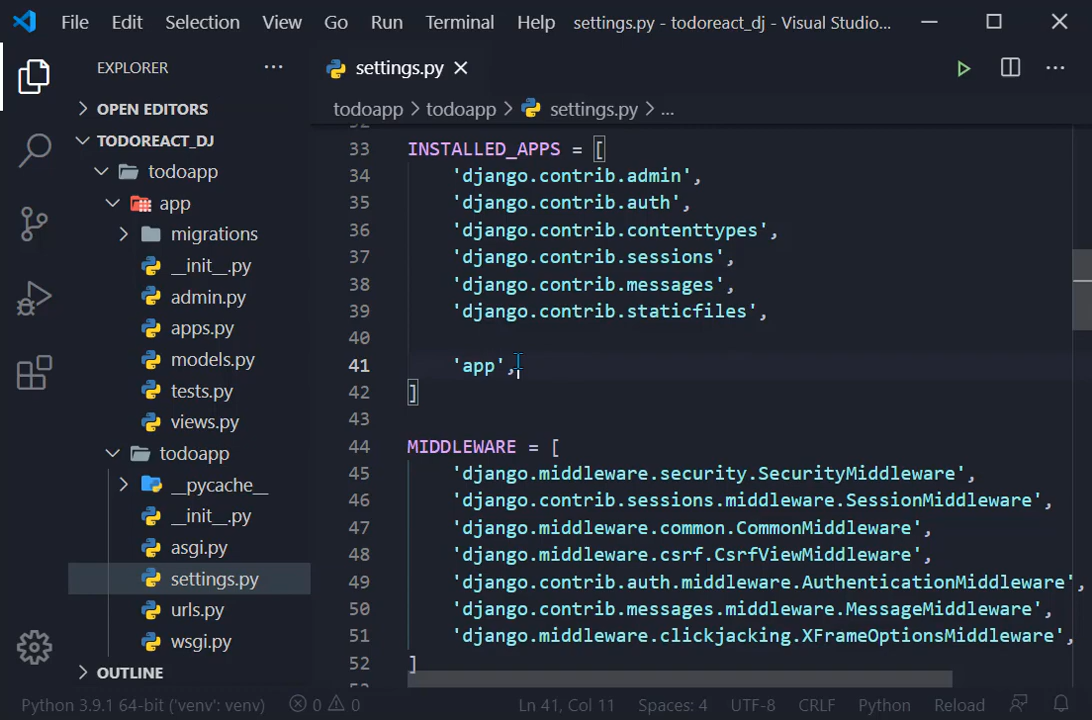 File Edit Selection View Go Run Terminal Help settings.py - todoreact_dj - Visual Studio...
EXPLORER ...
settings.py
OPEN EDITORS
todoapp > todoapp > settings.py > ...
TODOREACT_DJ
todoapp
app
migrations
__init__.py
admin.py
apps.py
models.py
tests.py
views.py
todoapp
__pycache__
__init__.py
asgi.py
settings.py
urls.py
wsgi.py
OUTLINE
33 INSTALLED_APPS = [
34 'django.contrib.admin',
35 'django.contrib.auth',
36 'django.contrib.contenttypes',
37 'django.contrib.sessions',
38 'django.contrib.messages',
39 'django.contrib.staticfiles',
40
41 'app',
42 ]
43
44 MIDDLEWARE = [
45 'django.middleware.security.SecurityMiddleware',
46 'django.contrib.sessions.middleware.SessionMiddleware',
47 'django.middleware.common.CommonMiddleware',
48 'django.middleware.csrf.CsrfViewMiddleware',
49 'django.contrib.auth.middleware.AuthenticationMiddleware',
50 'django.contrib.messages.middleware.MessageMiddleware',
51 'django.middleware.clickjacking.XFrameOptionsMiddleware',
52 ]
Python 3.9.1 64-bit ('venv': venv) 0 0 Ln 41, Col 11 Spaces: 4 UTF-8 CRLF Python Reload